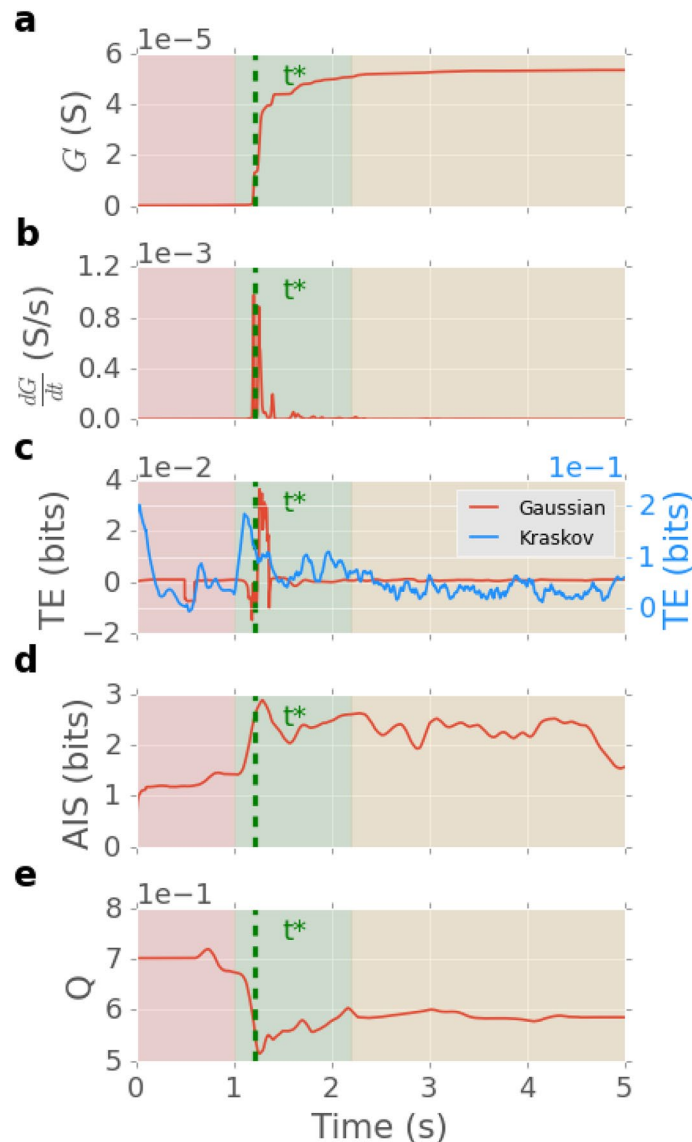 a
1e−5
6
4
2
0
G (S)
t*
b
1e−3
1.2
0.8
0.4
0.0
dG/dt (S/s)
t*
c
1e−2
1e−1
4
2
0
−2
TE (bits)
t*
Gaussian
Kraskov
2
1
0
TE (bits)
d
3
2
1
0
AIS (bits)
t*
e
1e−1
8
7
6
5
Q
t*
0 1 2 3 4 5
Time (s)